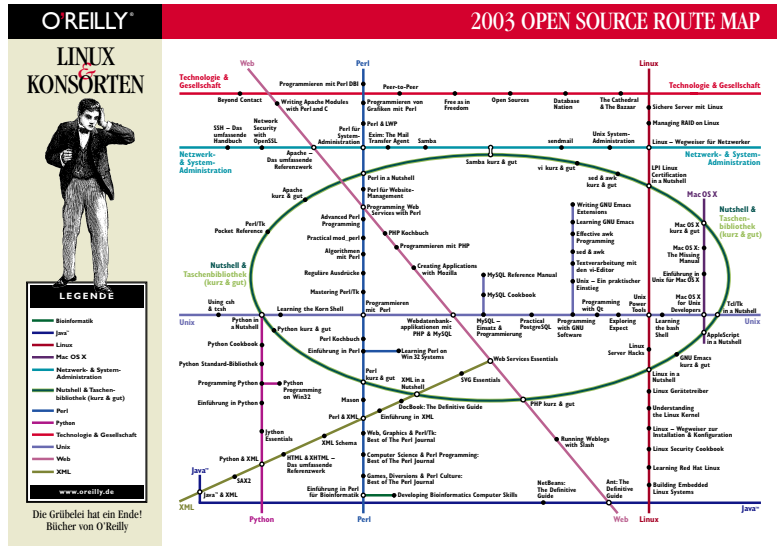 O'REILLY®
2003 OPEN SOURCE ROUTE MAP
LINUX
&
KONSORTEN
LEGENDE
Bioinformatik
Java™
Linux
Mac OS X
Netzwerk- & System-
Administration
Nutshell & Taschen-
bibliothek (kurz & gut)
Perl
Python
Technologie & Gesellschaft
Unix
Web
XML
www.oreilly.de
Die Grübelei hat ein Ende!
Bücher von O'Reilly
Web
Perl
Linux
Technologie &
Gesellschaft
Programmieren mit Perl DBI
Peer-to-Peer
Technologie & Gesellschaft
Beyond Contact
Writing Apache Modules
with Perl and C
Programmieren von
Grafiken mit Perl
Free as in
Freedom
Open Sources
Database
Nation
The Cathedral
& The Bazaar
Sichere Server mit Linux
SSH – Das
umfassende
Handbuch
Network
Security
with
OpenSSL
Perl & LWP
Managing RAID on Linux
Perl für
System-
Administration
Exim: The Mail
Transfer Agent
Samba
sendmail
Unix System-
Administration
Linux – Wegweiser für Netzwerker
Netzwerk-
& System-
Administration
Apache –
Das umfassende
Referenzwerk
Samba kurz & gut
vi kurz & gut
sed & awk
kurz & gut
LPI Linux
Certification
in a Nutshell
Netzwerk- & System-
Administration
Perl in a Nutshell
Apache
kurz & gut
Perl für Website-
Management
Mac OS X
Programming Web
Services with Perl
Writing GNU Emacs
Extensions
Nutshell &
Taschen-
bibliothek
(kurz & gut)
Perl/Tk
Pocket Reference
Advanced Perl
Programming
Learning GNU Emacs
Mac OS X
kurz & gut
Practical mod_perl
PHP Kochbuch
Effective awk
Programming
Programmieren mit PHP
Algorithmen
mit Perl
sed & awk
Mac OS X:
The Missing
Manual
Nutshell &
Taschenbibliothek
(kurz & gut)
Reguläre Ausdrücke
Creating Applications
with Mozilla
MySQL Reference Manual
Textverarbeitung mit
den vi-Editor
Einführung in
Unix für Mac OS X
Unix – Ein praktischer
Einstieg
Mastering Perl/Tk
MySQL Cookbook
Using csh
& tcsh
Learning the Korn Shell
Programmieren
mit Perl
Programming
with Qt
Unix
Power
Tools
Mac OS X
for Unix
Developers
Tcl/Tk
in a Nutshell
Unix
Python in
a Nutshell
Python kurz & gut
Webdatenbank-
applikationen mit
PHP & MySQL
MySQL –
Einsatz &
Programmierung
Practical
PostgreSQL
Programming
with GNU
Software
Exploring
Expect
Learning
the bash
Shell
Unix
AppleScript
in a Nutshell
Python Cookbook
Perl Kochbuch
Linux
Server Hacks
GNU Emacs
kurz & gut
Einführung in Perl
Learning Perl on
Win 32 Systems
Web Services Essentials
Python Standard-Bibliothek
Perl
kurz & gut
SVG Essentials
Linux in a
Nutshell
Programming Python
Python
Programming
on Win32
XML in a
Nutshell
Linux Gerätetreiber
Einführung in Python
Mason
DocBook: The Definitive Guide
PHP kurz & gut
Understanding
the Linux Kernel
Perl & XML
Einführung in XML
Jython
Essentials
XML Schema
Web, Graphics & Perl/Tk:
Best of The Perl Journal
Running Weblogs
with Slash
Linux – Wegweiser zur
Installation & Konfiguration
Python & XML
HTML & XHTML –
Das umfassende
Referenzwerk
Computer Science & Perl Programming:
Best of The Perl Journal
Linux Security Cookbook
Java™
SAX2
Games, Diversions & Perl Culture:
Best of The Perl Journal
Learning Red Hat Linux
Java™ & XML
Einführung in Perl
für Bioinformatik
Developing Bioinformatics Computer Skills
NetBeans:
The Definitive
Guide
Ant: The
Definitive
Guide
Building Embedded
Linux Systems
XML
Java™
Python
Perl
Web
Linux